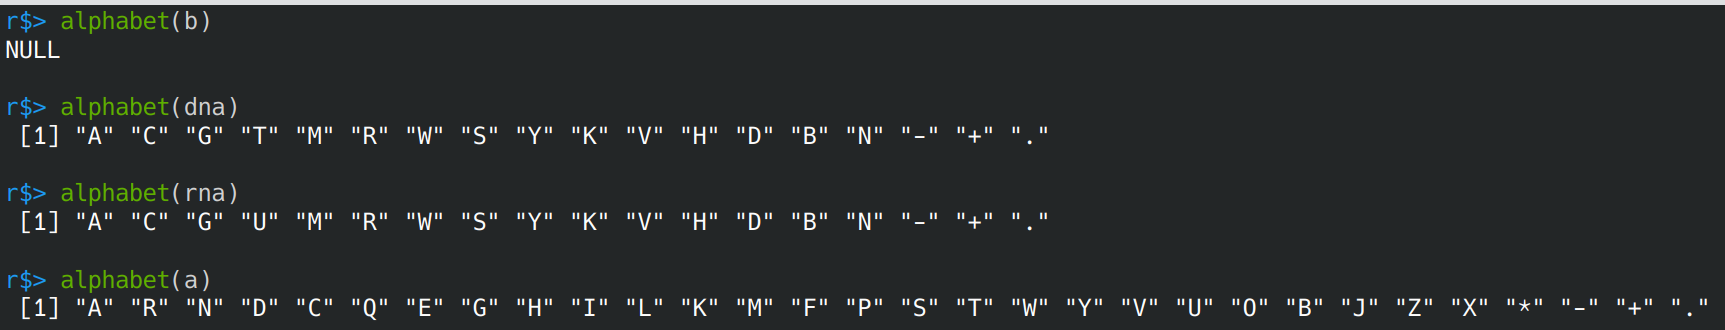 r$> alphabet(b)
NULL
r$> alphabet(dna)
[1] "A" "C" "G" "T" "M" "R" "W" "S" "Y" "K" "V" "H" "D" "B" "N" "-" "+" "."
r$> alphabet(rna)
[1] "A" "C" "G" "U" "M" "R" "W" "S" "Y" "K" "V" "H" "D" "B" "N" "-" "+" "."
r$> alphabet(a)
[1] "A" "R" "N" "D" "C" "Q" "E" "G" "H" "I" "L" "K" "M" "F" "P" "S" "T" "W" "Y" "V" "U" "O" "B" "J" "Z" "X" "*" "-" "+" "."